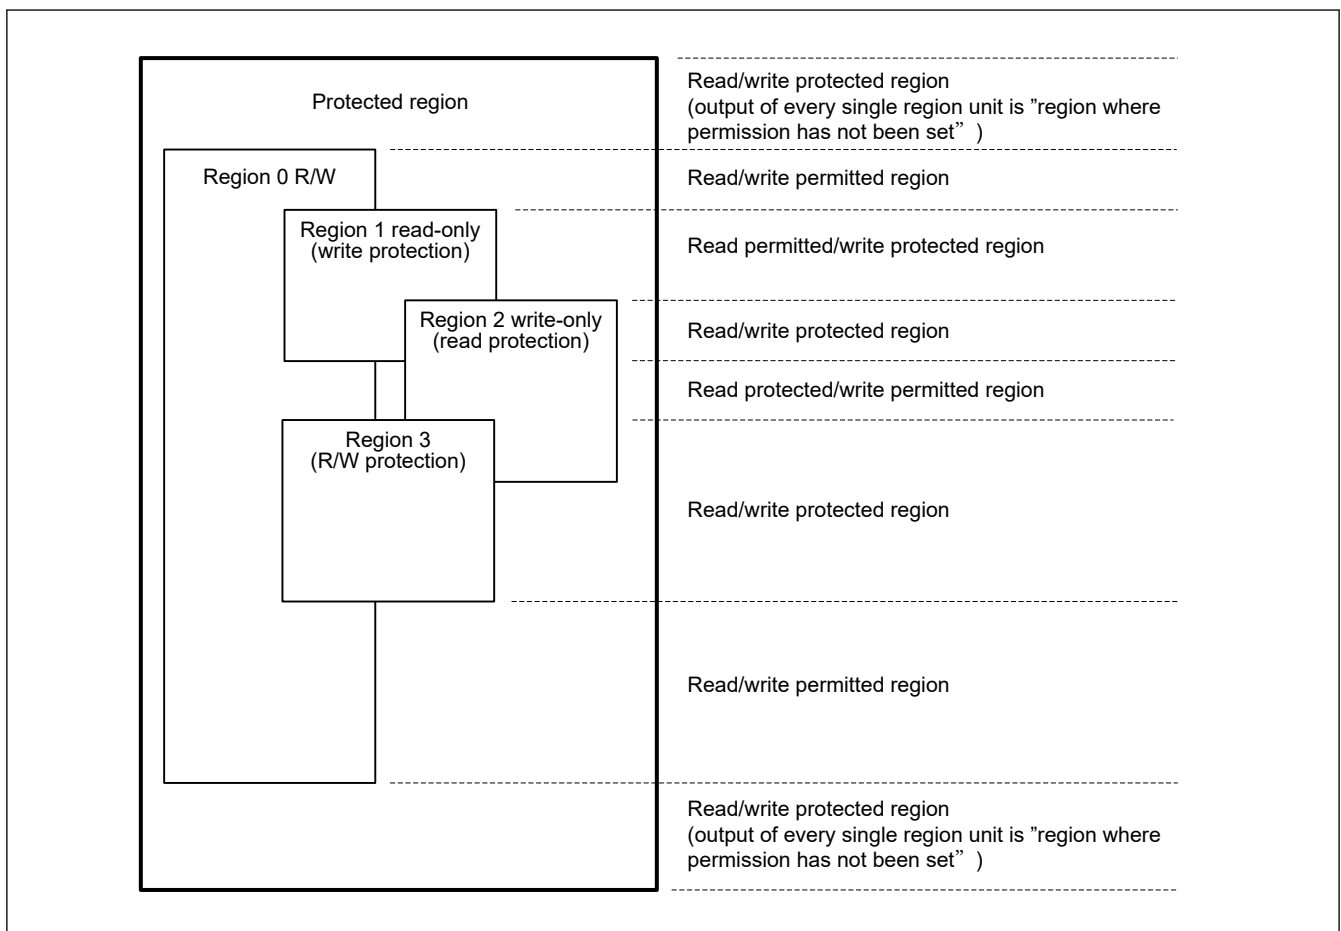 Protected region
Read/write protected region
(output of every single region unit is ”region where
permission has not been set” )
Region 0 R/W
Read/write permitted region
Region 1 read-only
(write protection)
Read permitted/write protected region
Region 2 write-only
(read protection)
Read/write protected region
Read protected/write permitted region
Region 3
(R/W protection)
Read/write protected region
Read/write permitted region
Read/write protected region
(output of every single region unit is ”region where
permission has not been set” )